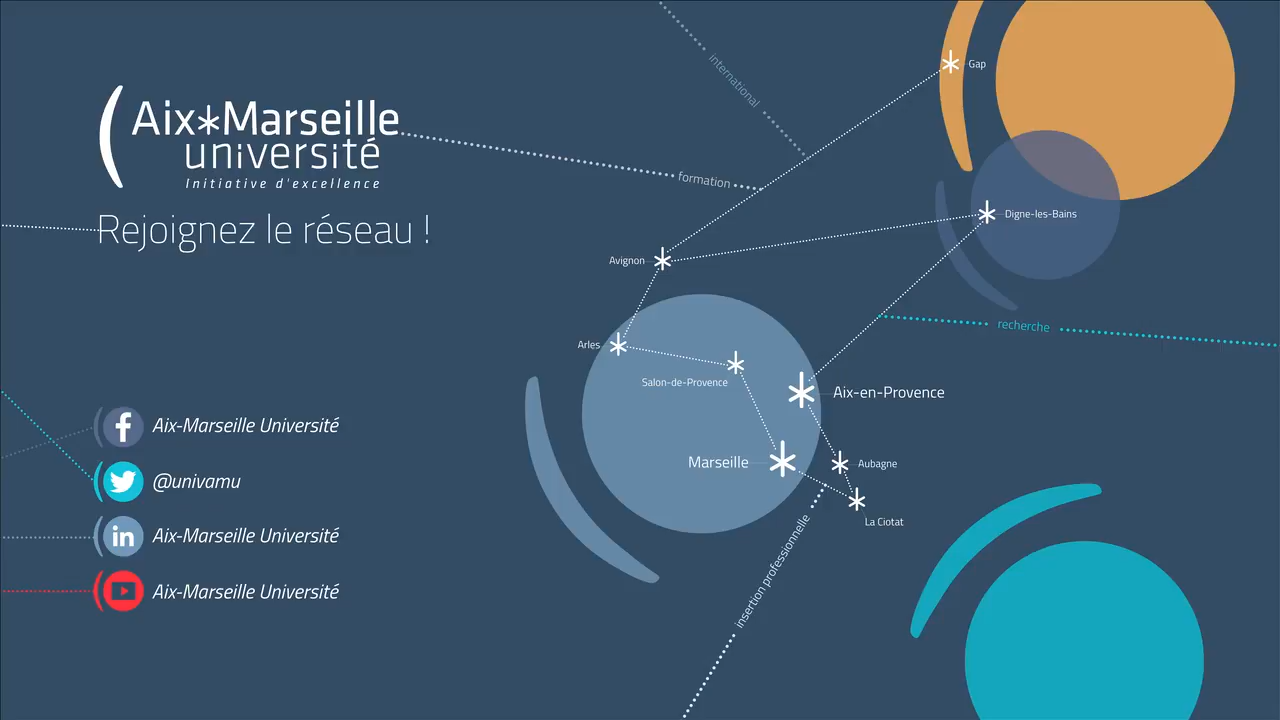 Aix*Marseille
université
Initiative d'excellence
Rejoignez le réseau !
Aix-Marseille Université
@univamu
Aix-Marseille Université
Aix-Marseille Université
international
formation
Gap
Digne-les-Bains
Avignon
recherche
Arles
Salon-de-Provence
Aix-en-Provence
Marseille
Aubagne
La Ciotat
insertion professionnelle